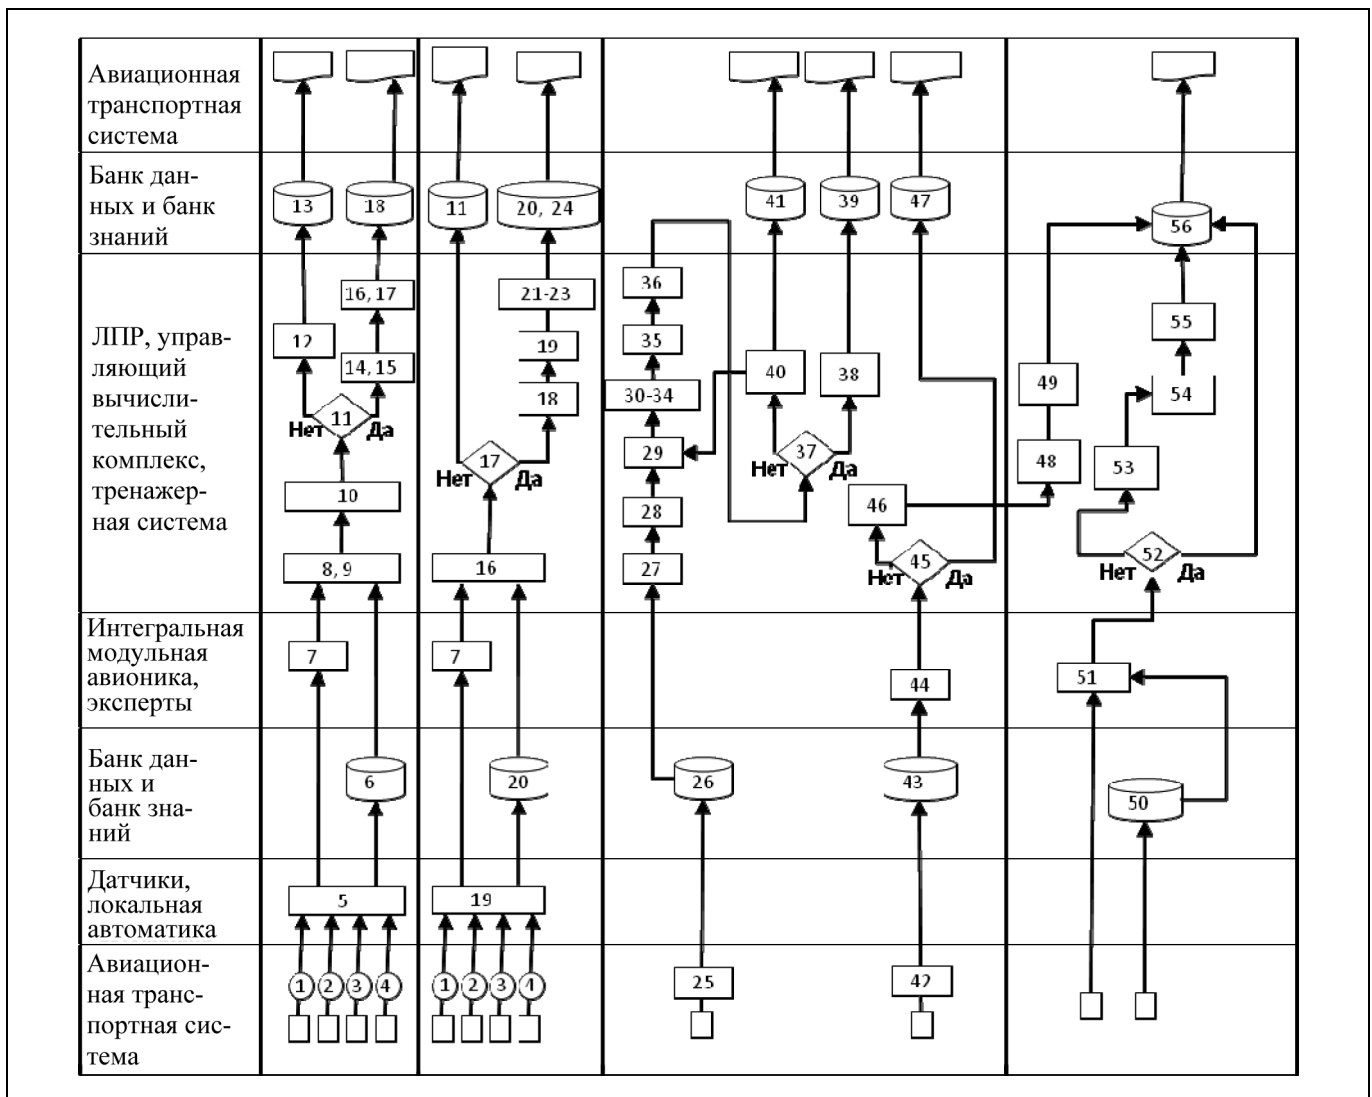 Авиационная
транспортная
система
Банк дан-
ных и банк
знаний
13
18
11
20, 24
41
39
47
56
ЛПР, управ-
ляющий
вычисли-
тельный
комплекс,
тренажер-
ная система
16, 17
12
14, 15
11
Нет
Да
10
8, 9
21-23
19
18
17
Нет
Да
16
36
35
30-34
29
28
27
40
38
37
Нет
Да
46
45
Нет
Да
49
48
55
54
53
52
Нет
Да
Интегральная
модульная
авионика,
эксперты
7
7
44
51
Банк дан-
ных и
банк зна-
ний
6
20
26
43
50
Датчики,
локальная
автоматика
5
19
Авиацион-
ная транс-
портная сис-
тема
1 2 3 4
1 2 3 4
25
42